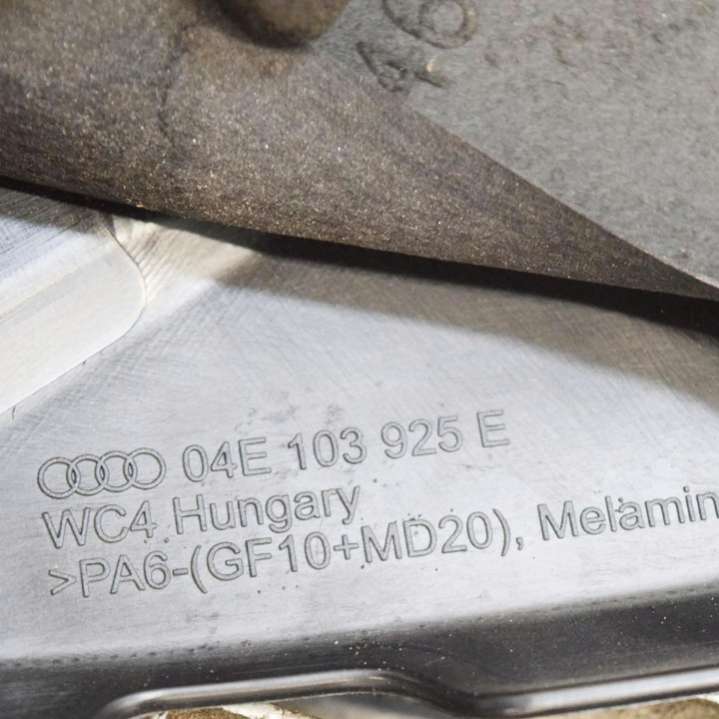 04E 103 925 E
WC4 Hungary
>PA6-(GF10+MD20), Melamin